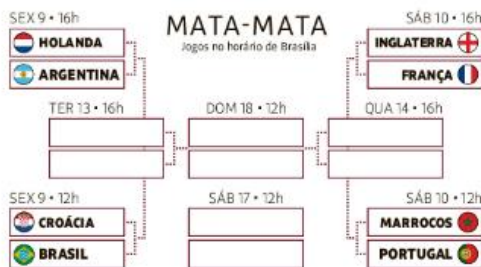 MATA-MATA
Jogos no horário de Brasília
SEX 9 • 16h
HOLANDA
ARGENTINA
SÁB 10 • 16h
INGLATERRA
FRANÇA
TER 13 • 16h
DOM 18 • 12h
QUA 14 • 16h
SEX 9 • 12h
CROÁCIA
BRASIL
SÁB 17 • 12h
SÁB 10 • 12h
MARROCOS
PORTUGAL